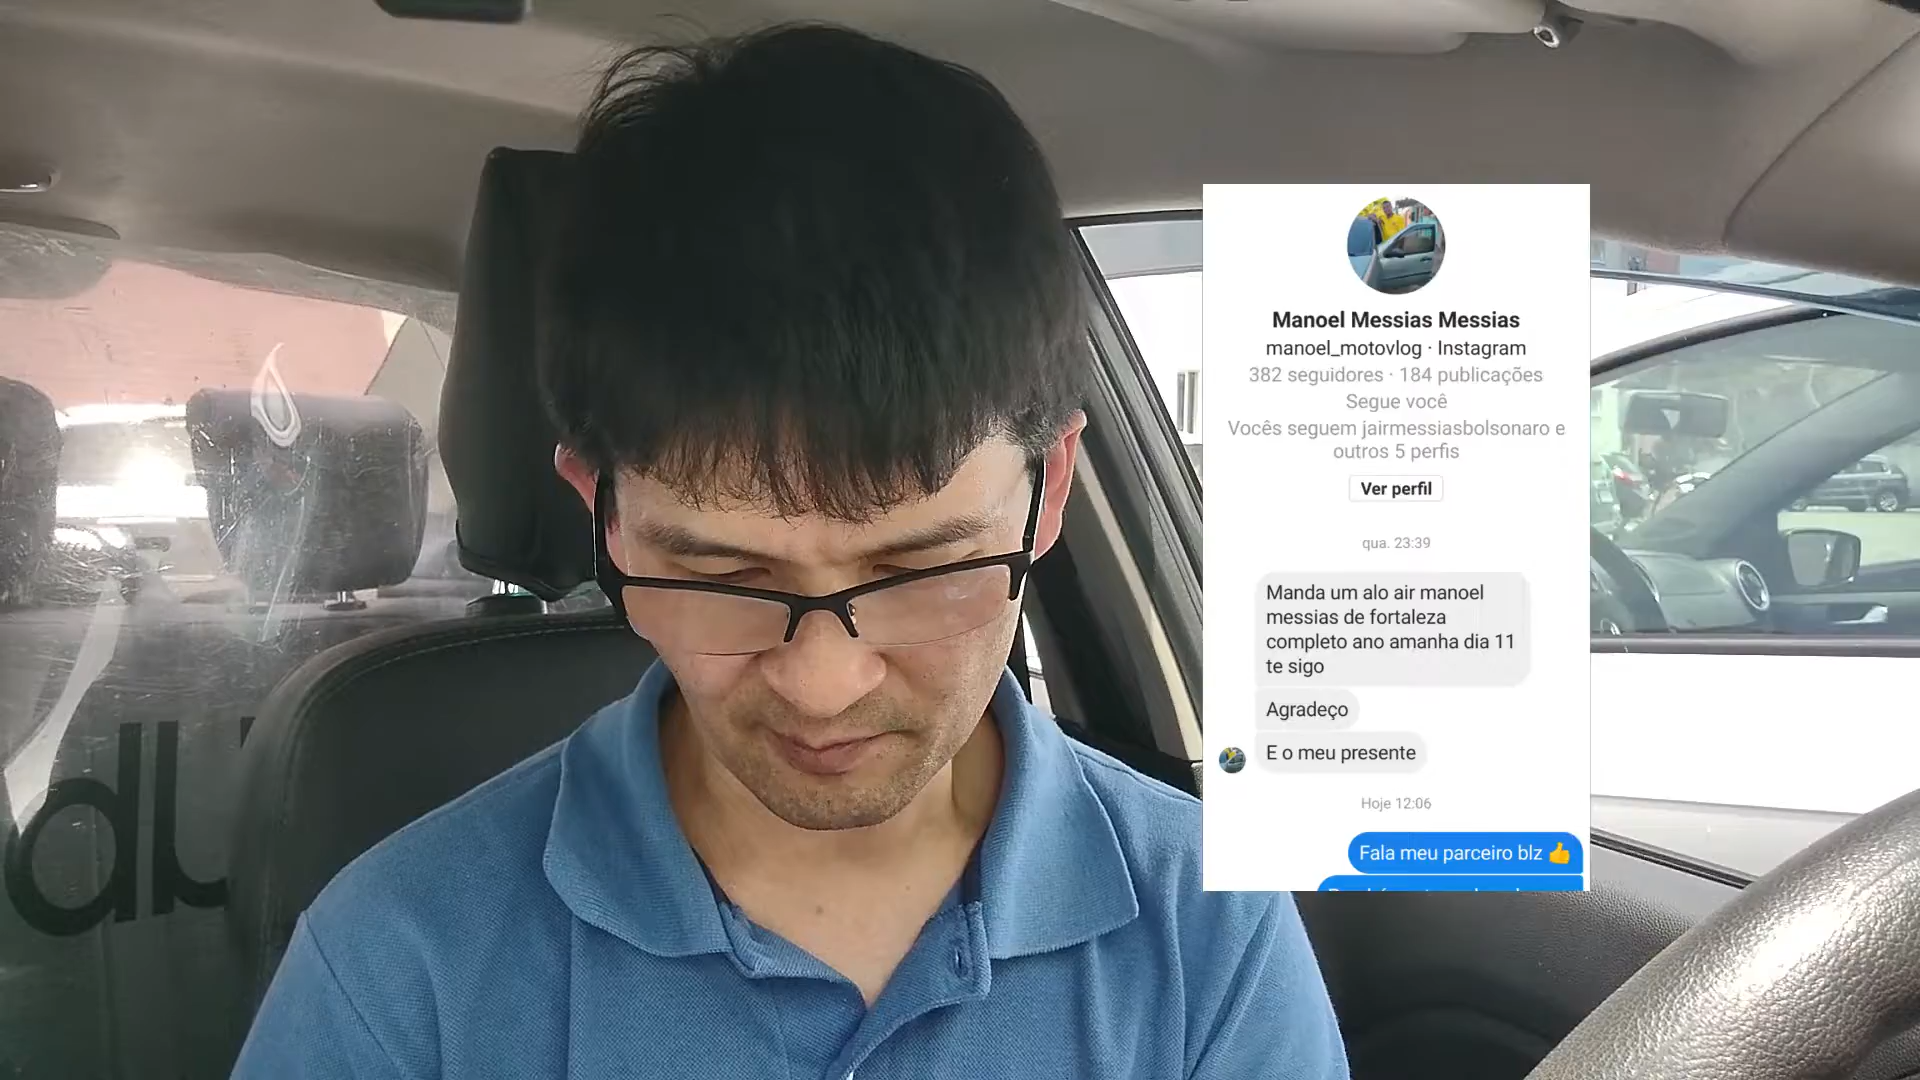 Manoel Messias Messias
manoel_motovlog · Instagram
382 seguidores · 184 publicações
Segue você
Vocês seguem jairmessiasbolsonaro e
outros 5 perfis
Ver perfil
qua. 23:39
Manda um alo air manoel
messias de fortaleza
completo ano amanha dia 11
te sigo
Agradeço
E o meu presente
Hoje 12:06
Fala meu parceiro blz 👍